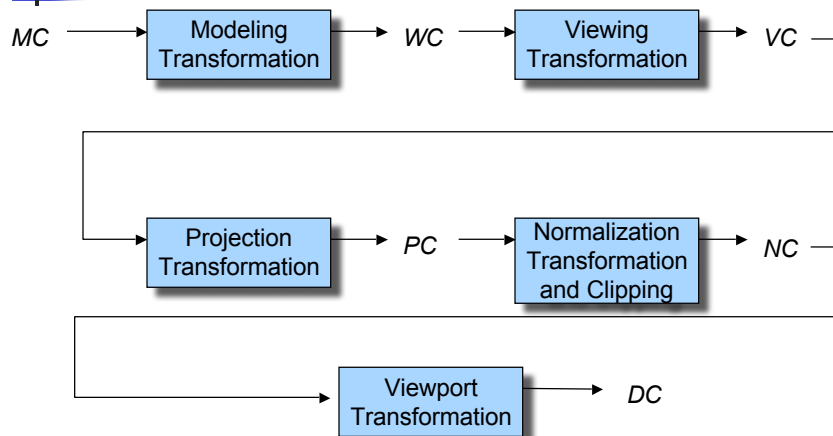 MC
Modeling
Transformation
WC
Viewing
Transformation
VC
Projection
Transformation
PC
Normalization
Transformation
and Clipping
NC
Viewport
Transformation
DC